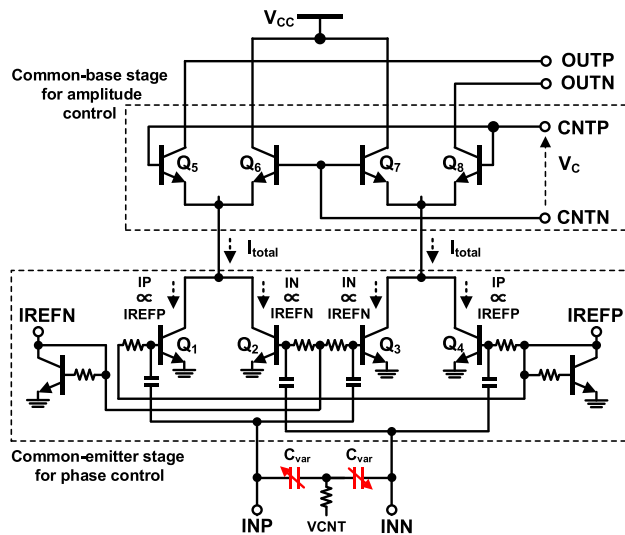 VCC
OUTP
OUTN
Common-base stage
for amplitude
control
CNTP
Q5
Q6
Q7
Q8
VC
CNTN
Itotal
Itotal
IP
∝
IREFP
IN
∝
IREFN
IN
∝
IREFN
IP
∝
IREFP
IREFN
IREFP
Q1
Q2
Q3
Q4
Common-emitter stage
for phase control
Cvar
Cvar
INP
VCNT
INN